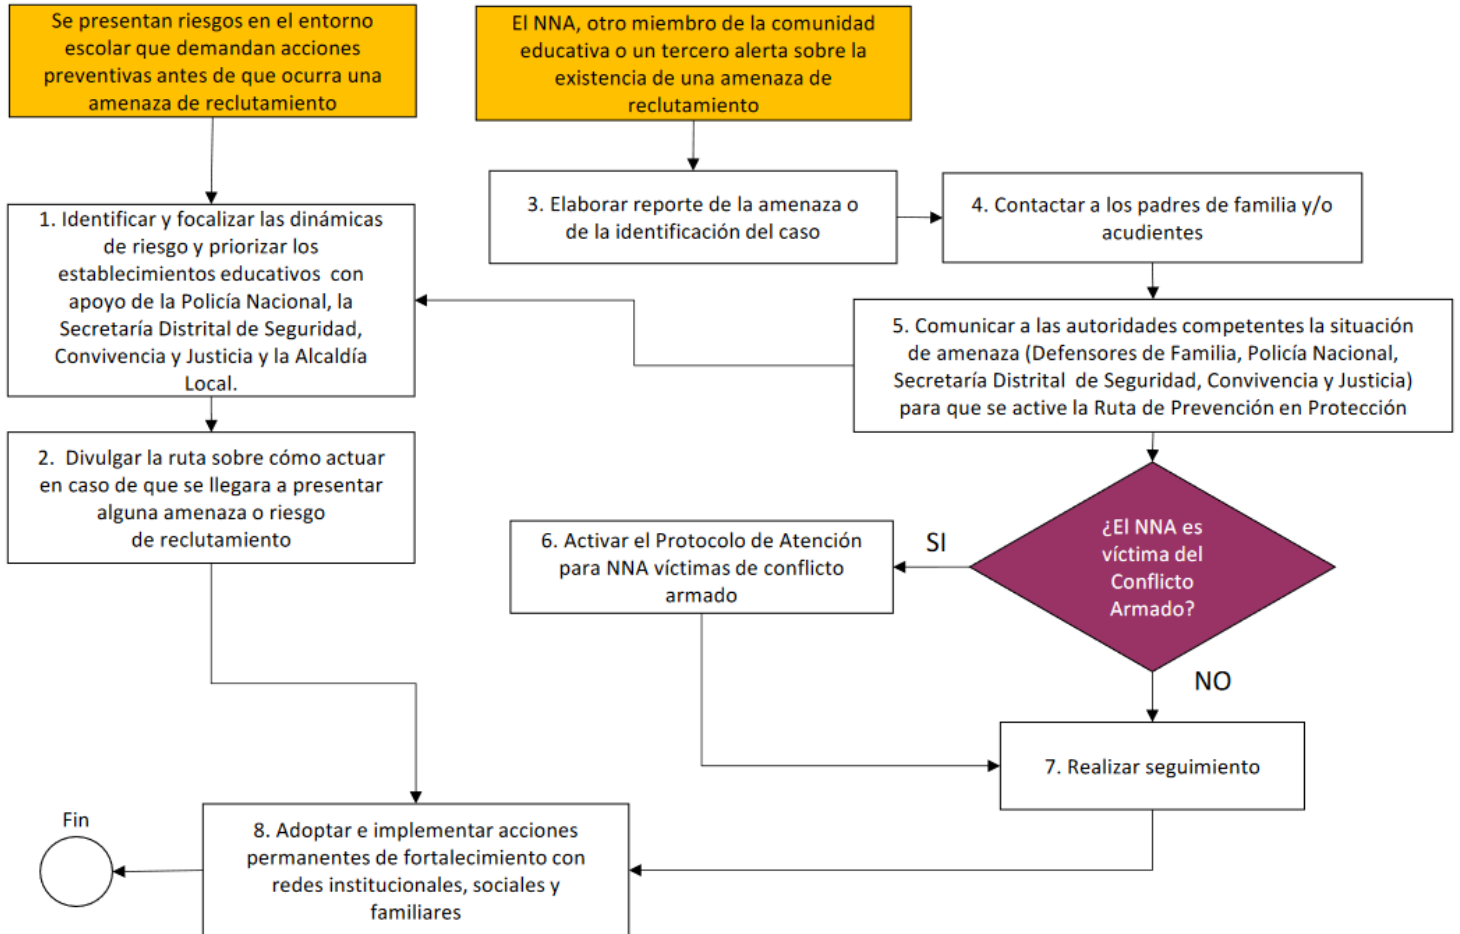 Se presentan riesgos en el entorno
escolar que demandan acciones
preventivas antes de que ocurra una
amenaza de reclutamiento
El NNA, otro miembro de la comunidad
educativa o un tercero alerta sobre la
existencia de una amenaza de
reclutamiento
1. Identificar y focalizar las dinámicas
de riesgo y priorizar los
establecimientos educativos con
apoyo de la Policía Nacional, la
Secretaría Distrital de Seguridad,
Convivencia y Justicia y la Alcaldía
Local.
3. Elaborar reporte de la amenaza o
de la identificación del caso
4. Contactar a los padres de familia y/o
acudientes
5. Comunicar a las autoridades competentes la situación
de amenaza (Defensores de Familia, Policía Nacional,
Secretaría Distrital de Seguridad, Convivencia y Justicia)
para que se active la Ruta de Prevención en Protección
2. Divulgar la ruta sobre cómo actuar
en caso de que se llegara a presentar
alguna amenaza o riesgo
de reclutamiento
¿El NNA es
víctima del
Conflicto
Armado?
SI
6. Activar el Protocolo de Atención
para NNA víctimas de conflicto
armado
NO
7. Realizar seguimiento
8. Adoptar e implementar acciones
permanentes de fortalecimiento con
redes institucionales, sociales y
familiares
Fin